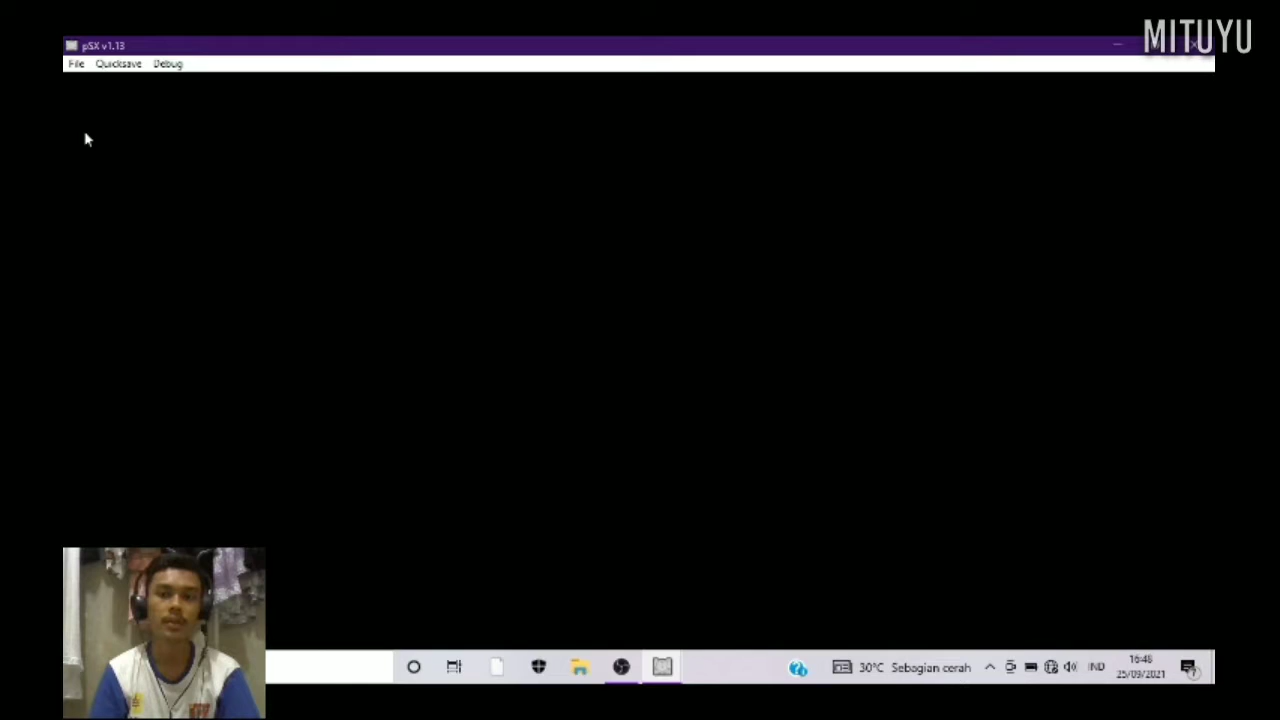 MITUYU
pSX v1.13
File Quicksave Debug
30°C Sebagian cerah
IND
16:48
25/09/2021